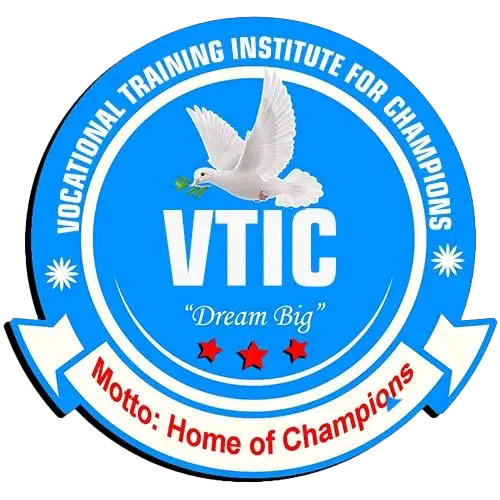 VOCATIONAL TRAINING INSTITUTE FOR CHAMPIONS
VTIC
“Dream Big”
Motto: Home of Champions